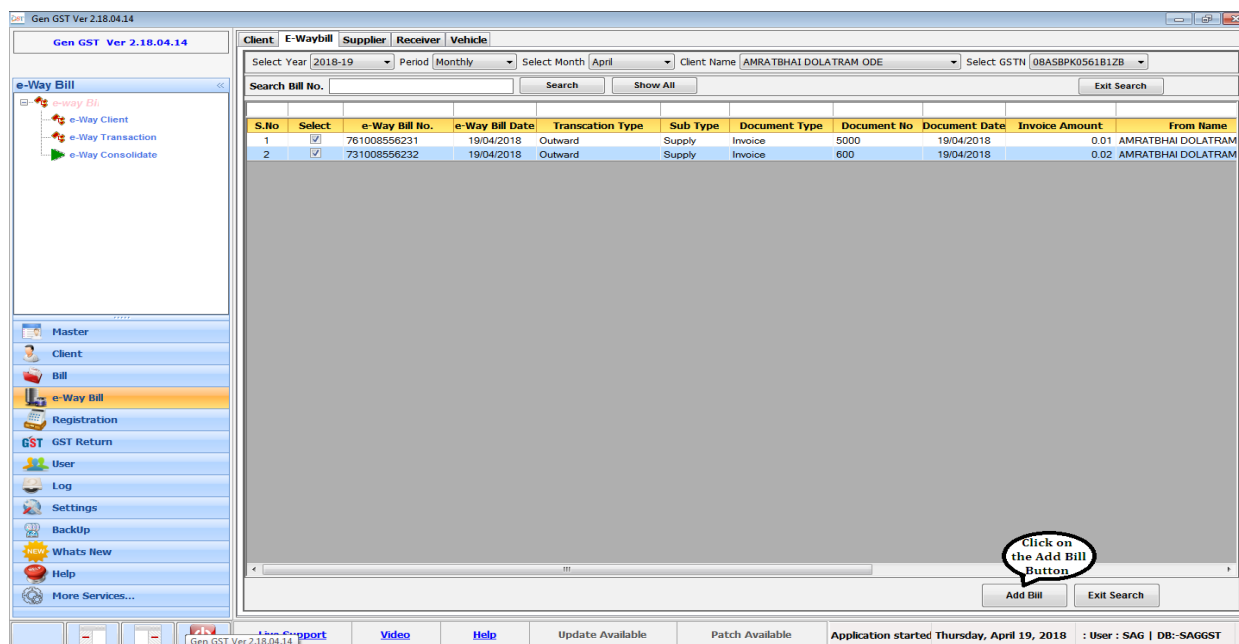 Gen GST Ver 2.18.04.14
Gen GST Ver 2.18.04.14
Client E-Waybill Supplier Receiver Vehicle
Select Year 2018-19 Period Monthly Select Month April Client Name AMRATBHAI DOLATRAM ODE Select GSTN 08ASBPK0561B1ZB
e-Way Bill
Search Bill No. Search Show All Exit Search
e-way Bi
e-Way Client
e-Way Transaction
e-Way Consolidate
S.No Select e-Way Bill No. e-Way Bill Date Transcation Type Sub Type Document Type Document No Document Date Invoice Amount From Name
1 761008556231 19/04/2018 Outward Supply Invoice 5000 19/04/2018 0.01 AMRATBHAI DOLATRAM
2 731008556232 19/04/2018 Outward Supply Invoice 600 19/04/2018 0.02 AMRATBHAI DOLATRAM
Master
Client
Bill
e-Way Bill
Registration
GST GST Return
User
Log
Settings
BackUp
NEW Whats New
Help
More Services...
Click on
the Add Bill
Button
Add Bill Exit Search
Live Support Video Help Update Available Patch Available Application started Thursday, April 19, 2018 : User : SAG | DB:-SAGGST
Gen GST Ver 2.18.04.14